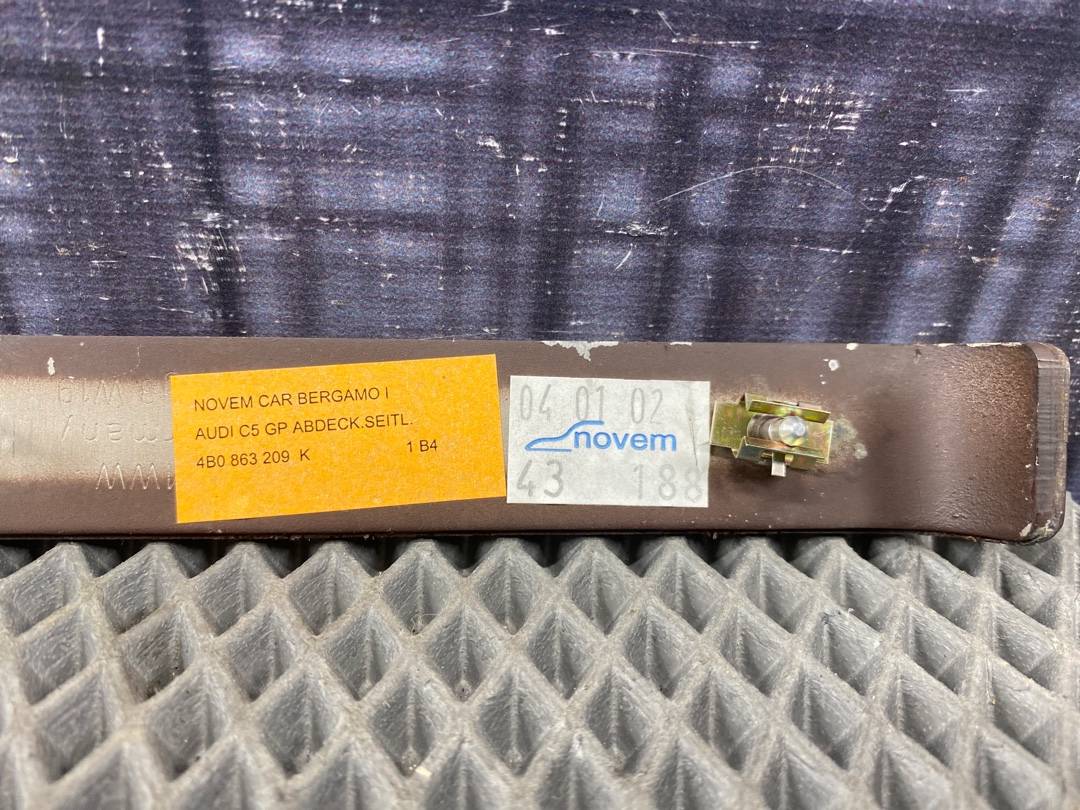 NOVEM CAR BERGAMO I
AUDI C5 GP ABDECK.SEITL.
4B0 863 209 K 1 B4
04 01 02
novem
43 188